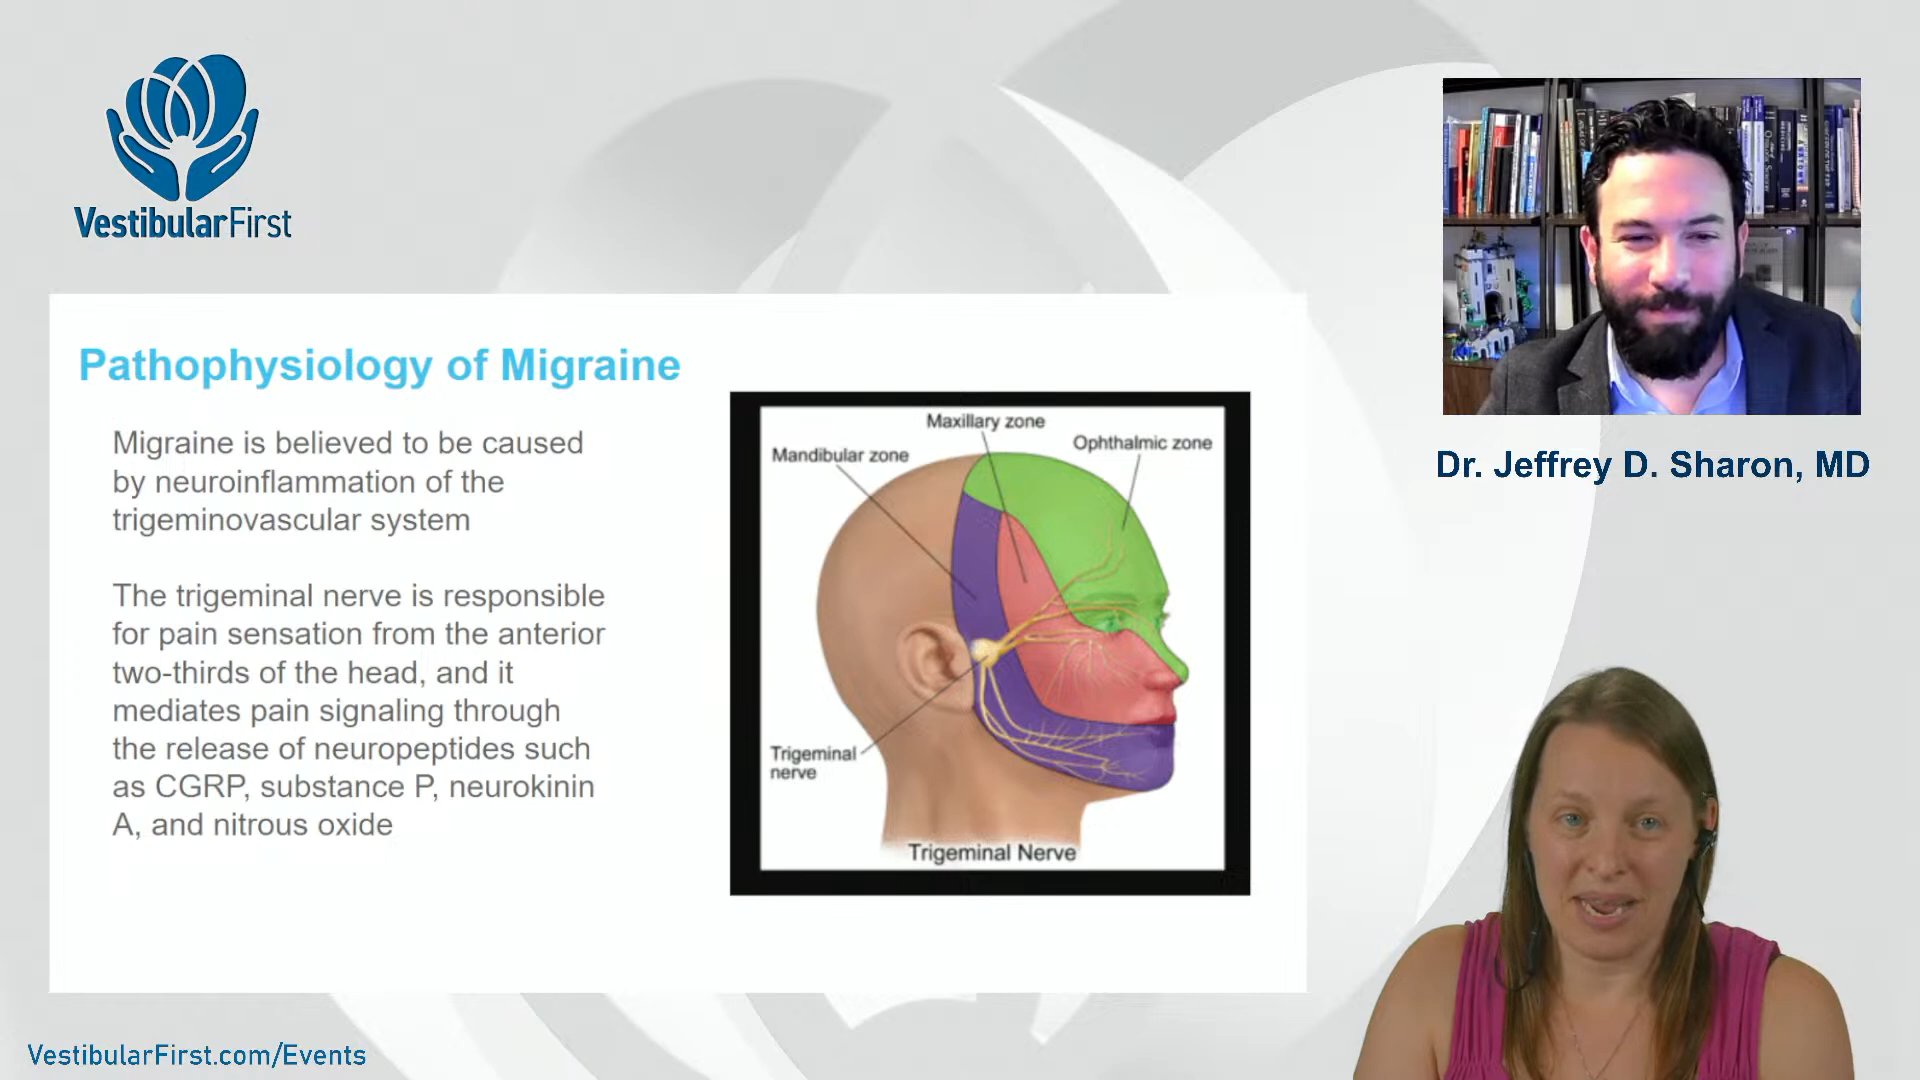 VestibularFirst
Pathophysiology of Migraine
Migraine is believed to be caused
by neuroinflammation of the
trigeminovascular system
The trigeminal nerve is responsible
for pain sensation from the anterior
two-thirds of the head, and it
mediates pain signaling through
the release of neuropeptides such
as CGRP, substance P, neurokinin
A, and nitrous oxide
Maxillary zone
Ophthalmic zone
Mandibular zone
Trigeminal
nerve
Trigeminal Nerve
Dr. Jeffrey D. Sharon, MD
VestibularFirst.com/Events